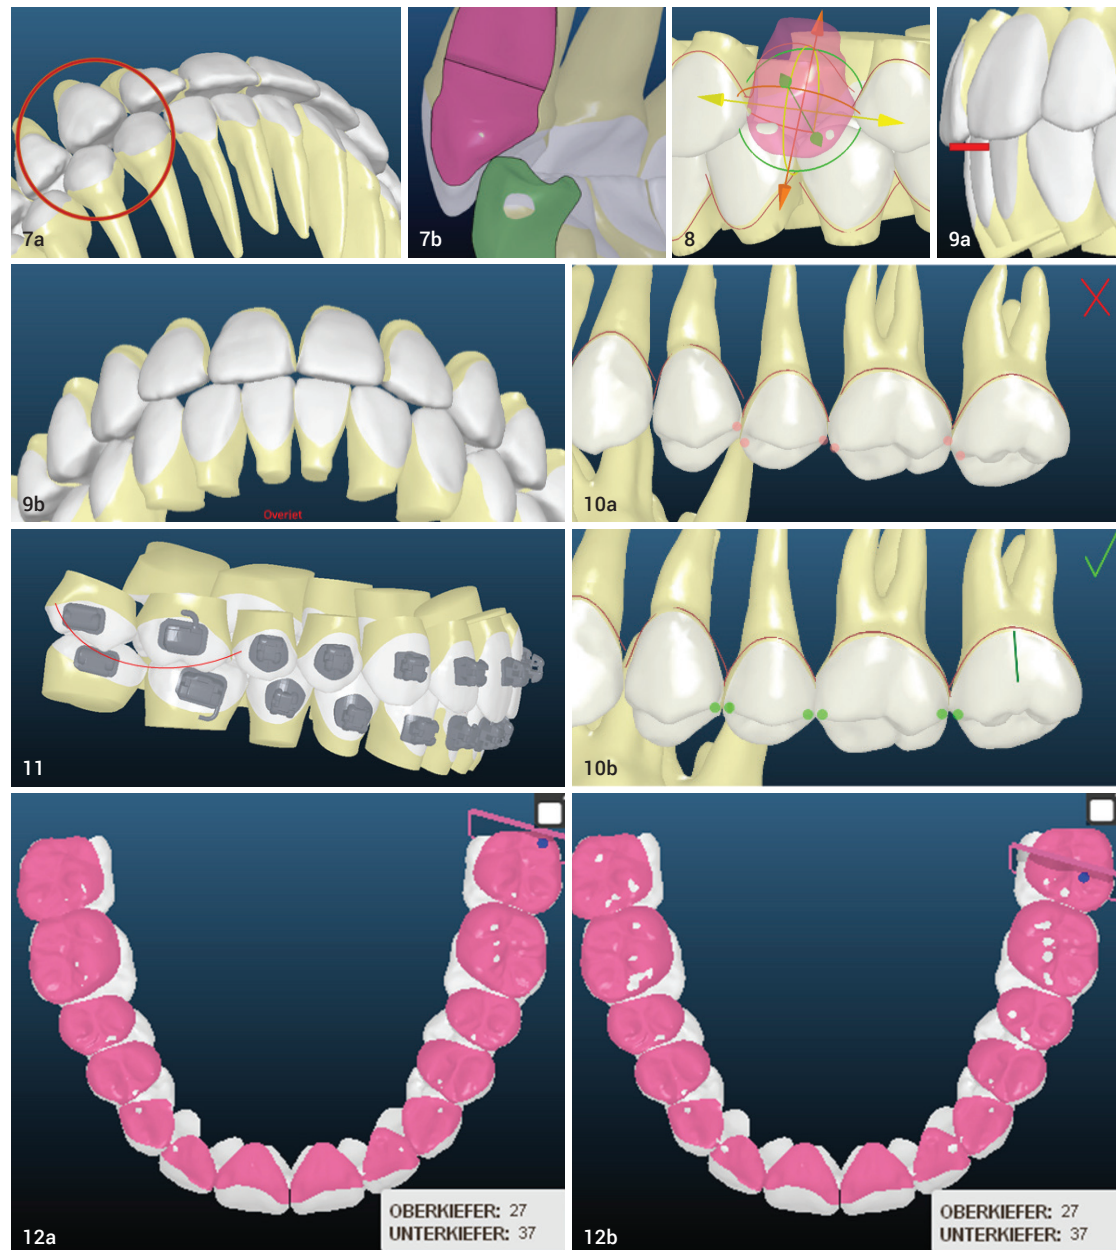 7a
7b
8
9a
9b
Overjet
10a
11
10b
12a
OBERKIEFER: 27
UNTERKIEFER: 37
12b
OBERKIEFER: 27
UNTERKIEFER: 37